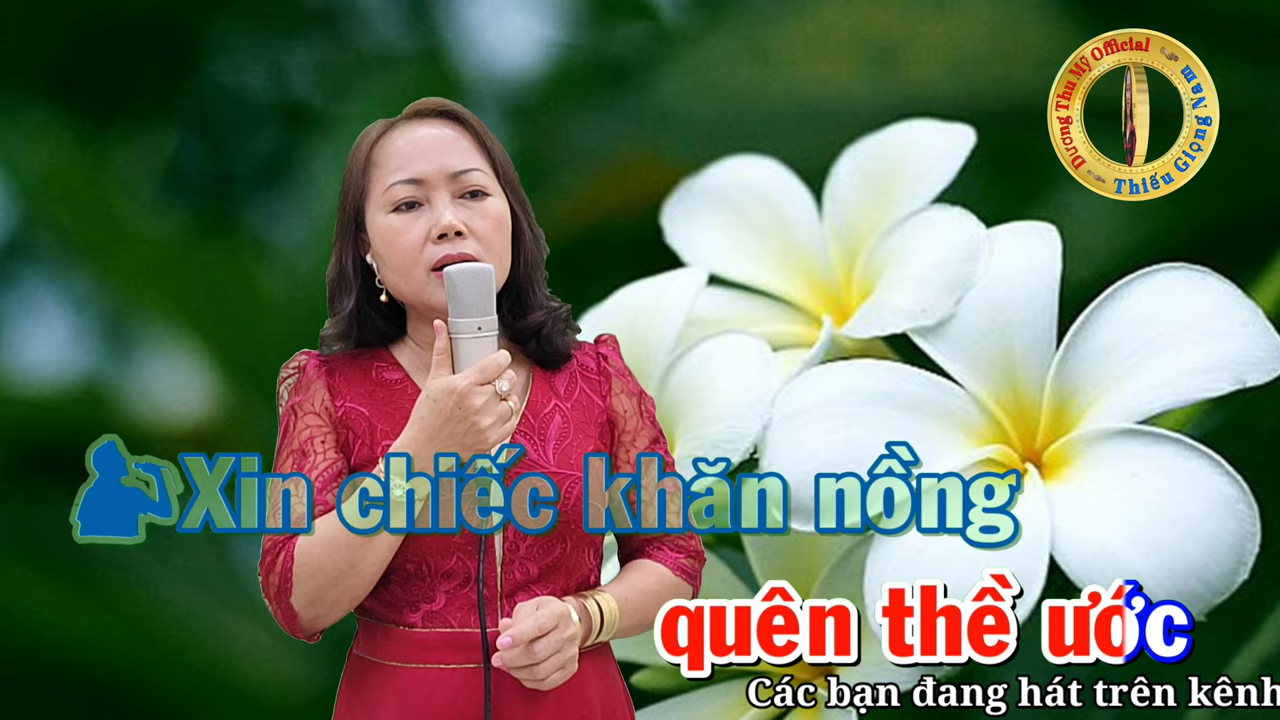 Dương Thu Mỹ Official
Thiếu Giọng Nam
Xin chiếc khăn nồng
quên thề ước
Các bạn đang hát trên kênh